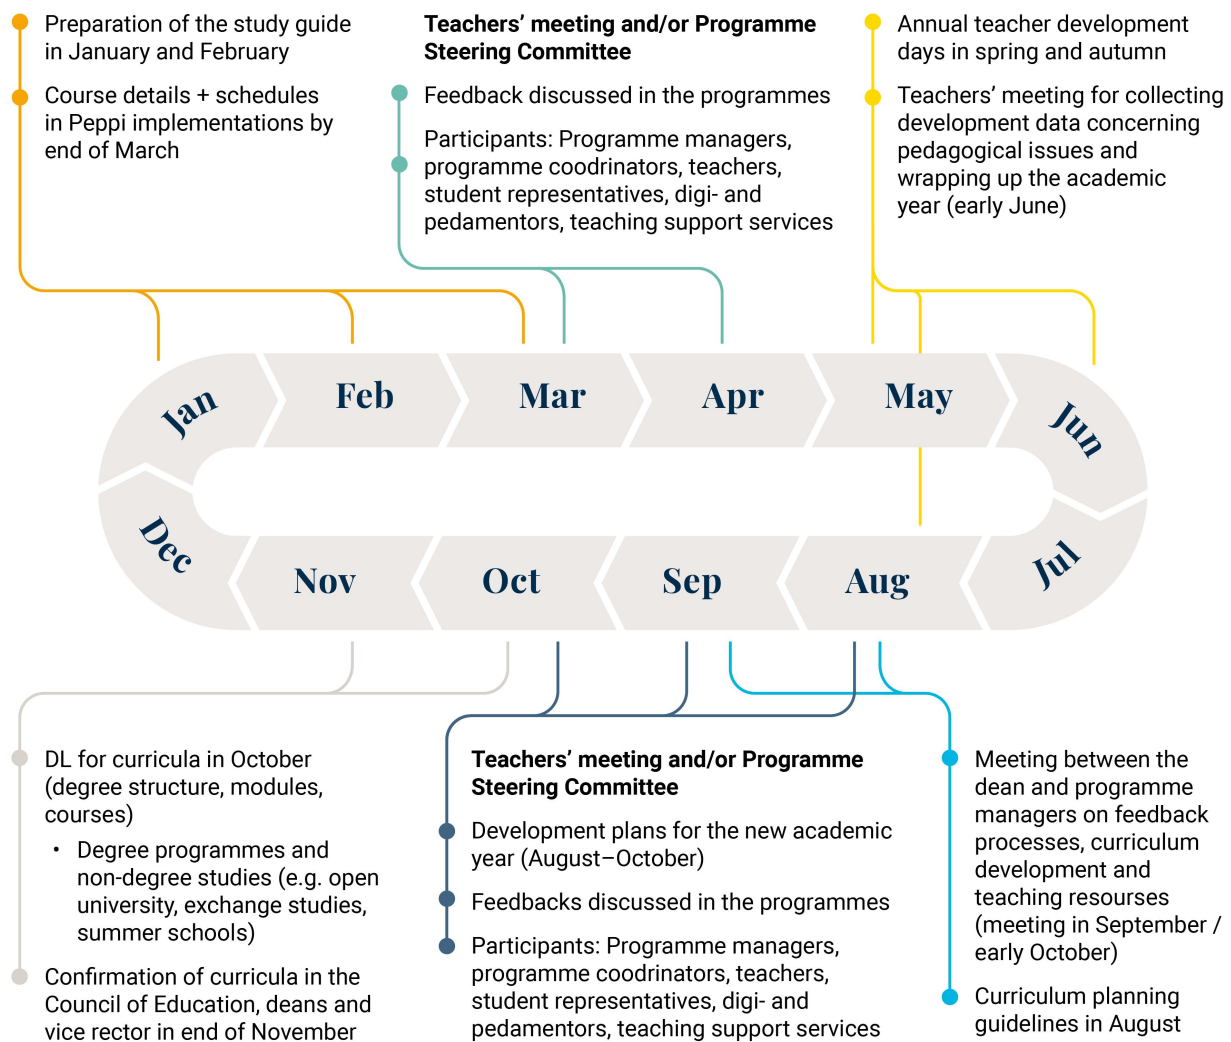 Preparation of the study guide
in January and February
Course details + schedules
in Peppi implementations by
end of March
Teachers’ meeting and/or Programme
Steering Committee
Feedback discussed in the programmes
Participants: Programme managers,
programme coodrinators, teachers,
student representatives, digi- and
pedamentors, teaching support services
Annual teacher development
days in spring and autumn
Teachers’ meeting for collecting
development data concerning
pedagogical issues and
wrapping up the academic
year (early June)
Jan
Feb
Mar
Apr
May
Jun
Jul
Aug
Sep
Oct
Nov
Dec
DL for curricula in October
(degree structure, modules,
courses)
• Degree programmes and
non-degree studies (e.g. open
university, exchange studies,
summer schools)
Confirmation of curricula in the
Council of Education, deans and
vice rector in end of November
Teachers’ meeting and/or Programme
Steering Committee
Development plans for the new academic
year (August–October)
Feedbacks discussed in the programmes
Participants: Programme managers,
programme coodrinators, teachers,
student representatives, digi- and
pedamentors, teaching support services
Meeting between the
dean and programme
managers on feedback
processes, curriculum
development and
teaching resourses
(meeting in September /
early October)
Curriculum planning
guidelines in August